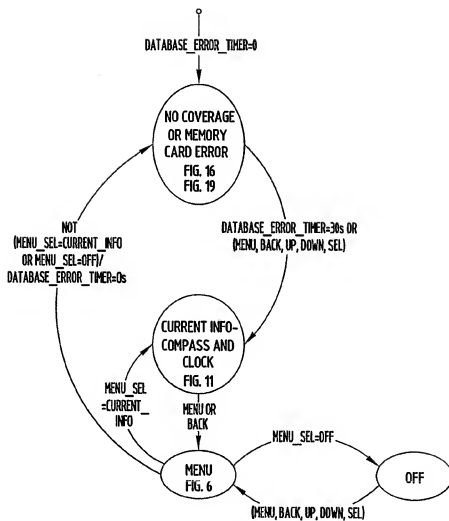 DATABASE_ERROR_TIMER=0
NO COVERAGE
OR MEMORY
CARD ERROR
FIG. 16
FIG. 19
NOT
(MENU_SEL=CURRENT_INFO
OR MENU_SEL=OFF)/
DATABASE_ERROR_TIMER=0s
DATABASE_ERROR_TIMER=30s OR
(MENU, BACK, UP, DOWN, SEL)
CURRENT INFO-
COMPASS AND
CLOCK
FIG. 11
MENU_SEL
=CURRENT_
INFO
MENU OR
BACK
MENU_SEL=OFF
MENU
FIG. 6
OFF
(MENU, BACK, UP, DOWN, SEL)